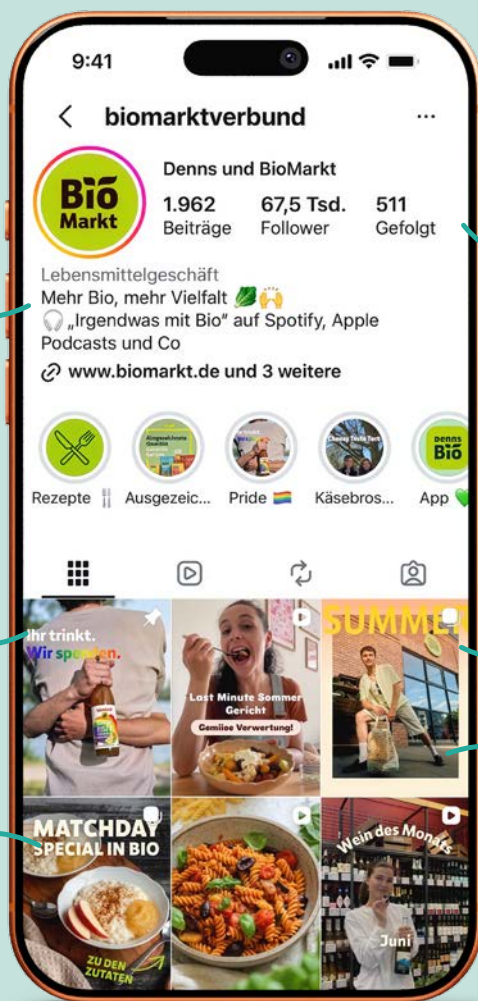 9:41
biomarktverbund
Bio
Markt
Denns und BioMarkt
1.962 67,5 Tsd. 511
Beiträge Follower Gefolgt
Lebensmittelgeschäft
Mehr Bio, mehr Vielfalt 🥬🙌
🎧 „Irgendwas mit Bio“ auf Spotify, Apple
Podcasts und Co
www.biomarkt.de und 3 weitere
Cheesy Taste Test
DENNS
Bio
Rezepte 🍴 Ausgezeic... Pride 🏳️‍🌈 Käsebros... App 💚
Ihr trinkt.
Wir spenden.
Last Minute Sommer
Gericht
Gemüse Verwertung!
SUMMER
MATCHDAY
SPECIAL IN BIO
ZU DEN
ZUTATEN
Wein des Monats
Juni